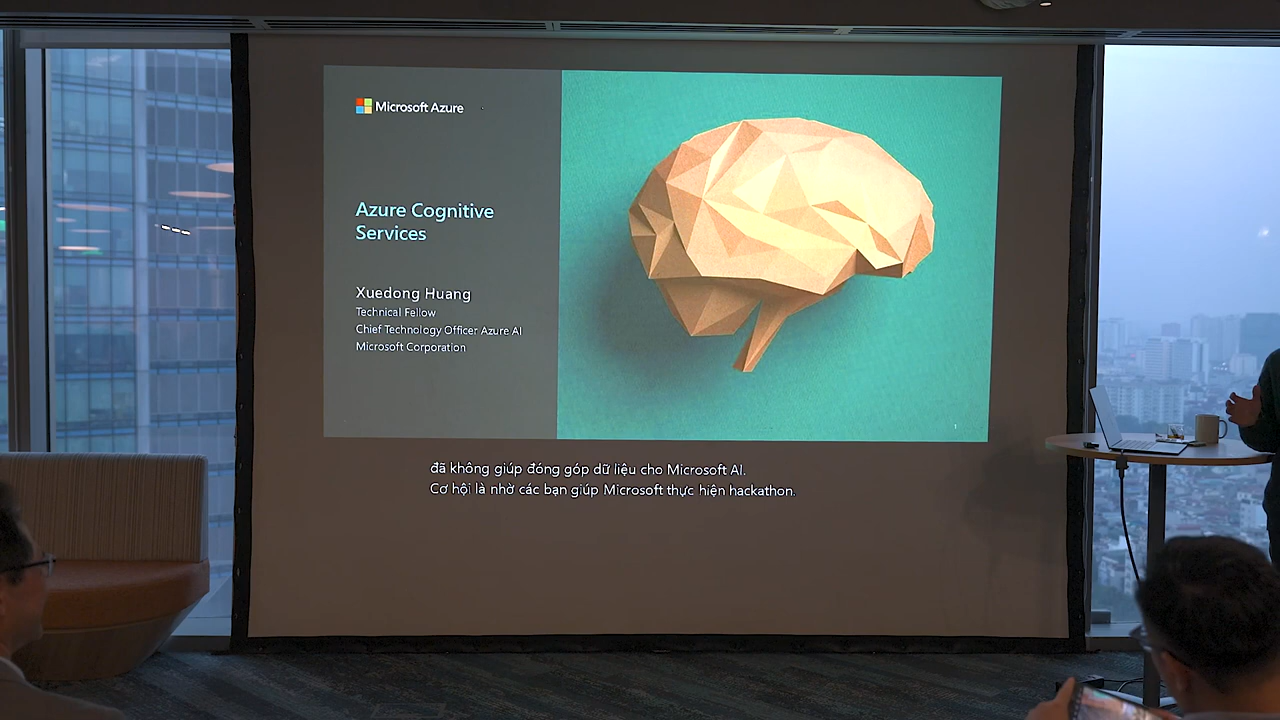 Microsoft Azure
Azure Cognitive
Services
Xuedong Huang
Technical Fellow
Chief Technology Officer Azure AI
Microsoft Corporation
1
đã không giúp đóng góp dữ liệu cho Microsoft AI.
Cơ hội là nhờ các bạn giúp Microsoft thực hiện hackathon.